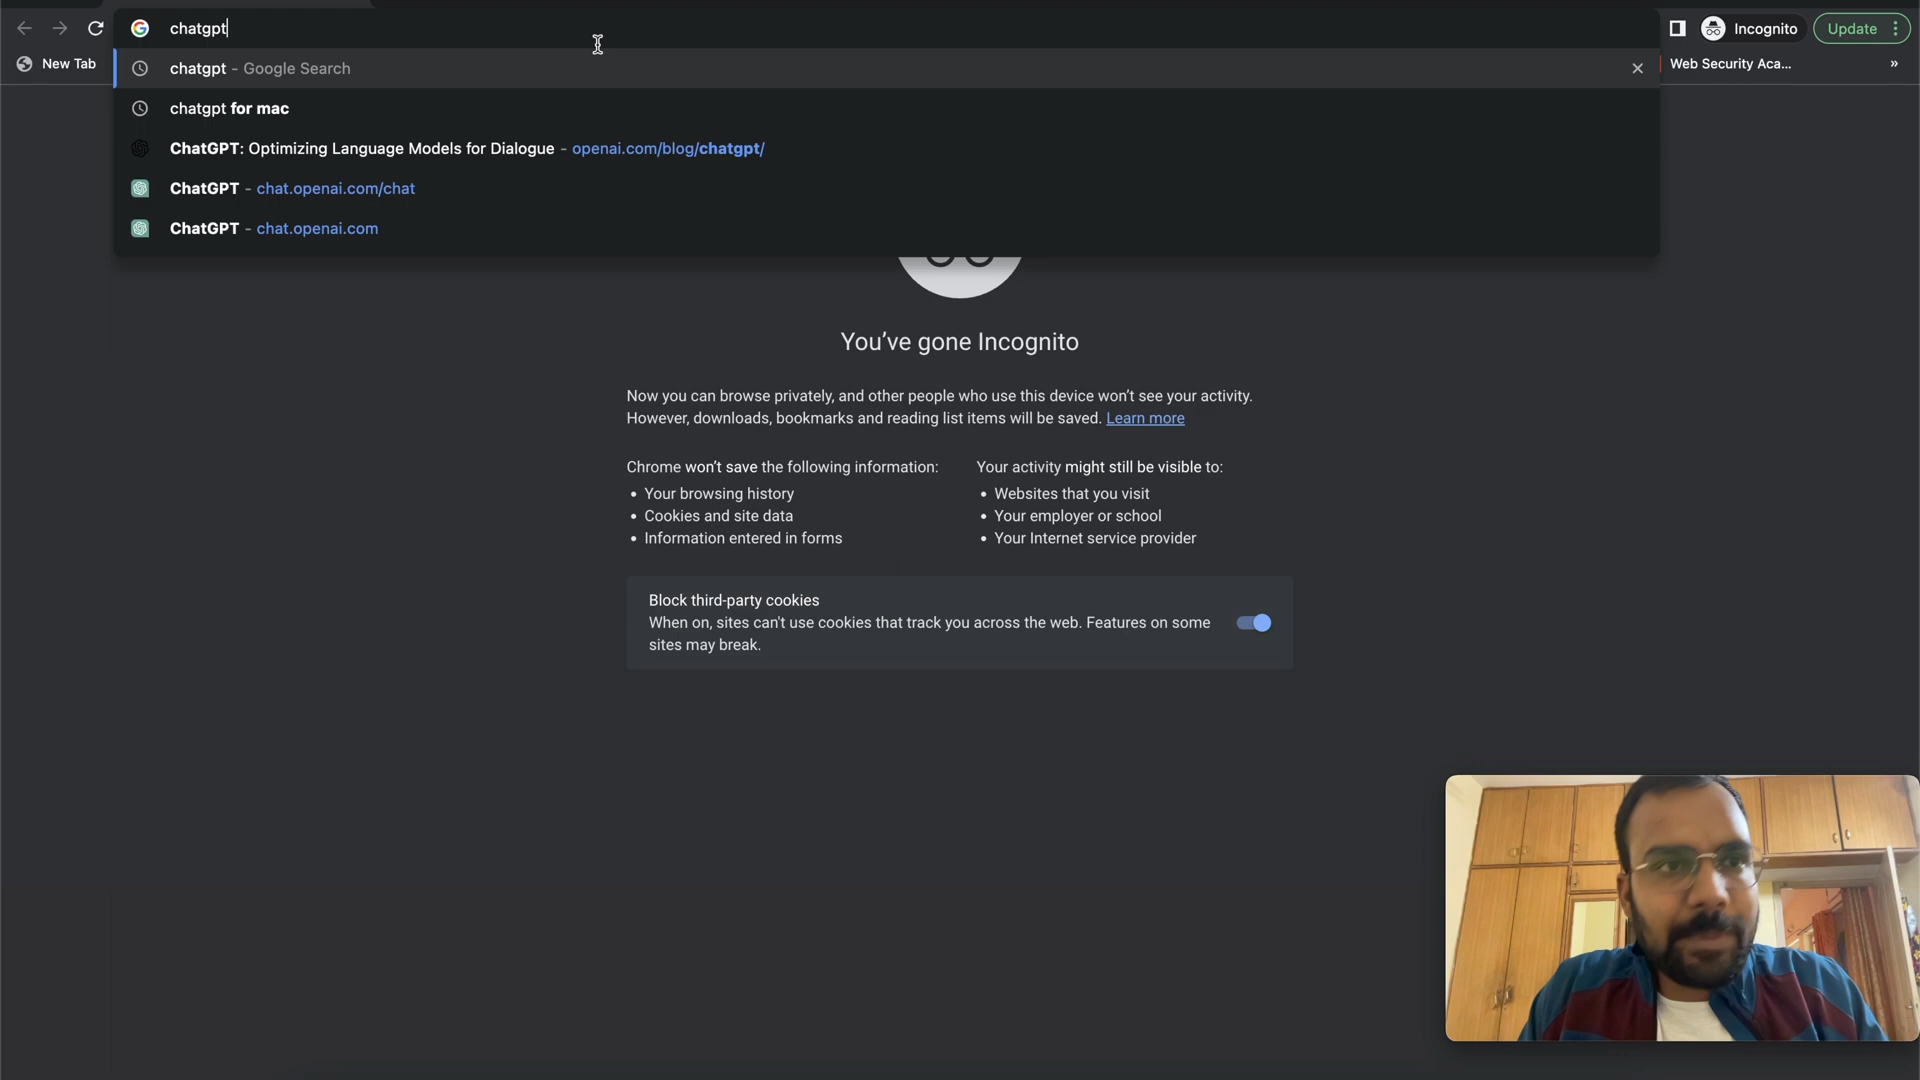 chatgpt
Incognito
Update
New Tab
chatgpt - Google Search
Web Security Aca...
»
chatgpt for mac
ChatGPT: Optimizing Language Models for Dialogue - openai.com/blog/chatgpt/
ChatGPT - chat.openai.com/chat
ChatGPT - chat.openai.com
You've gone Incognito
Now you can browse privately, and other people who use this device won't see your activity.
However, downloads, bookmarks and reading list items will be saved. Learn more
Chrome won't save the following information:
• Your browsing history
• Cookies and site data
• Information entered in forms
Your activity might still be visible to:
• Websites that you visit
• Your employer or school
• Your Internet service provider
Block third-party cookies
When on, sites can't use cookies that track you across the web. Features on some
sites may break.